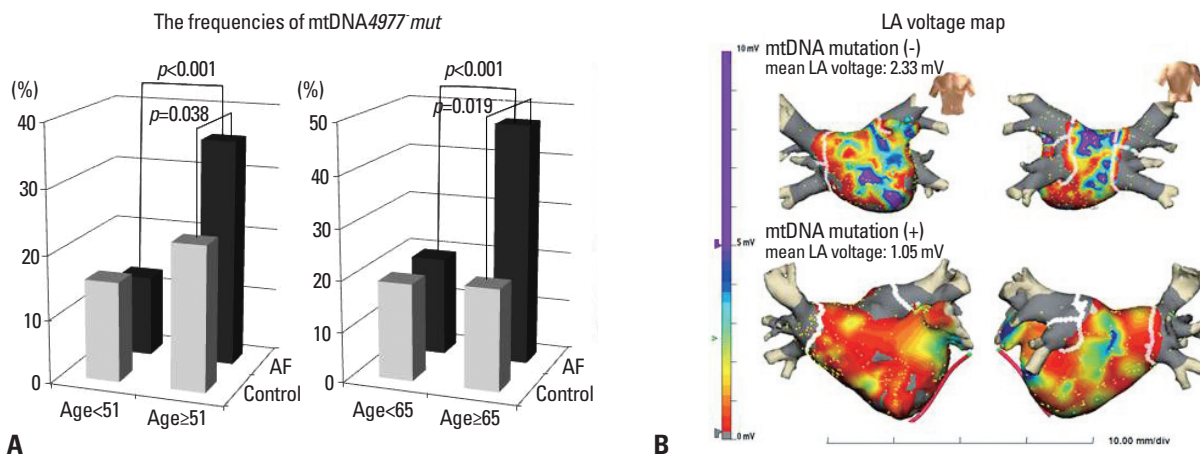 The frequencies of mtDNA4977-mut
(%)
p<0.001
p=0.038
40
30
20
10
0
Age<51
Age≥51
AF
Control
(%)
p<0.001
p=0.019
50
40
30
20
10
0
Age<65
Age≥65
AF
Control
A
LA voltage map
10 mV
mtDNA mutation (-)
mean LA voltage: 2.33 mV
5 mV
mtDNA mutation (+)
mean LA voltage: 1.05 mV
0 mV
10.00 mm/div
B